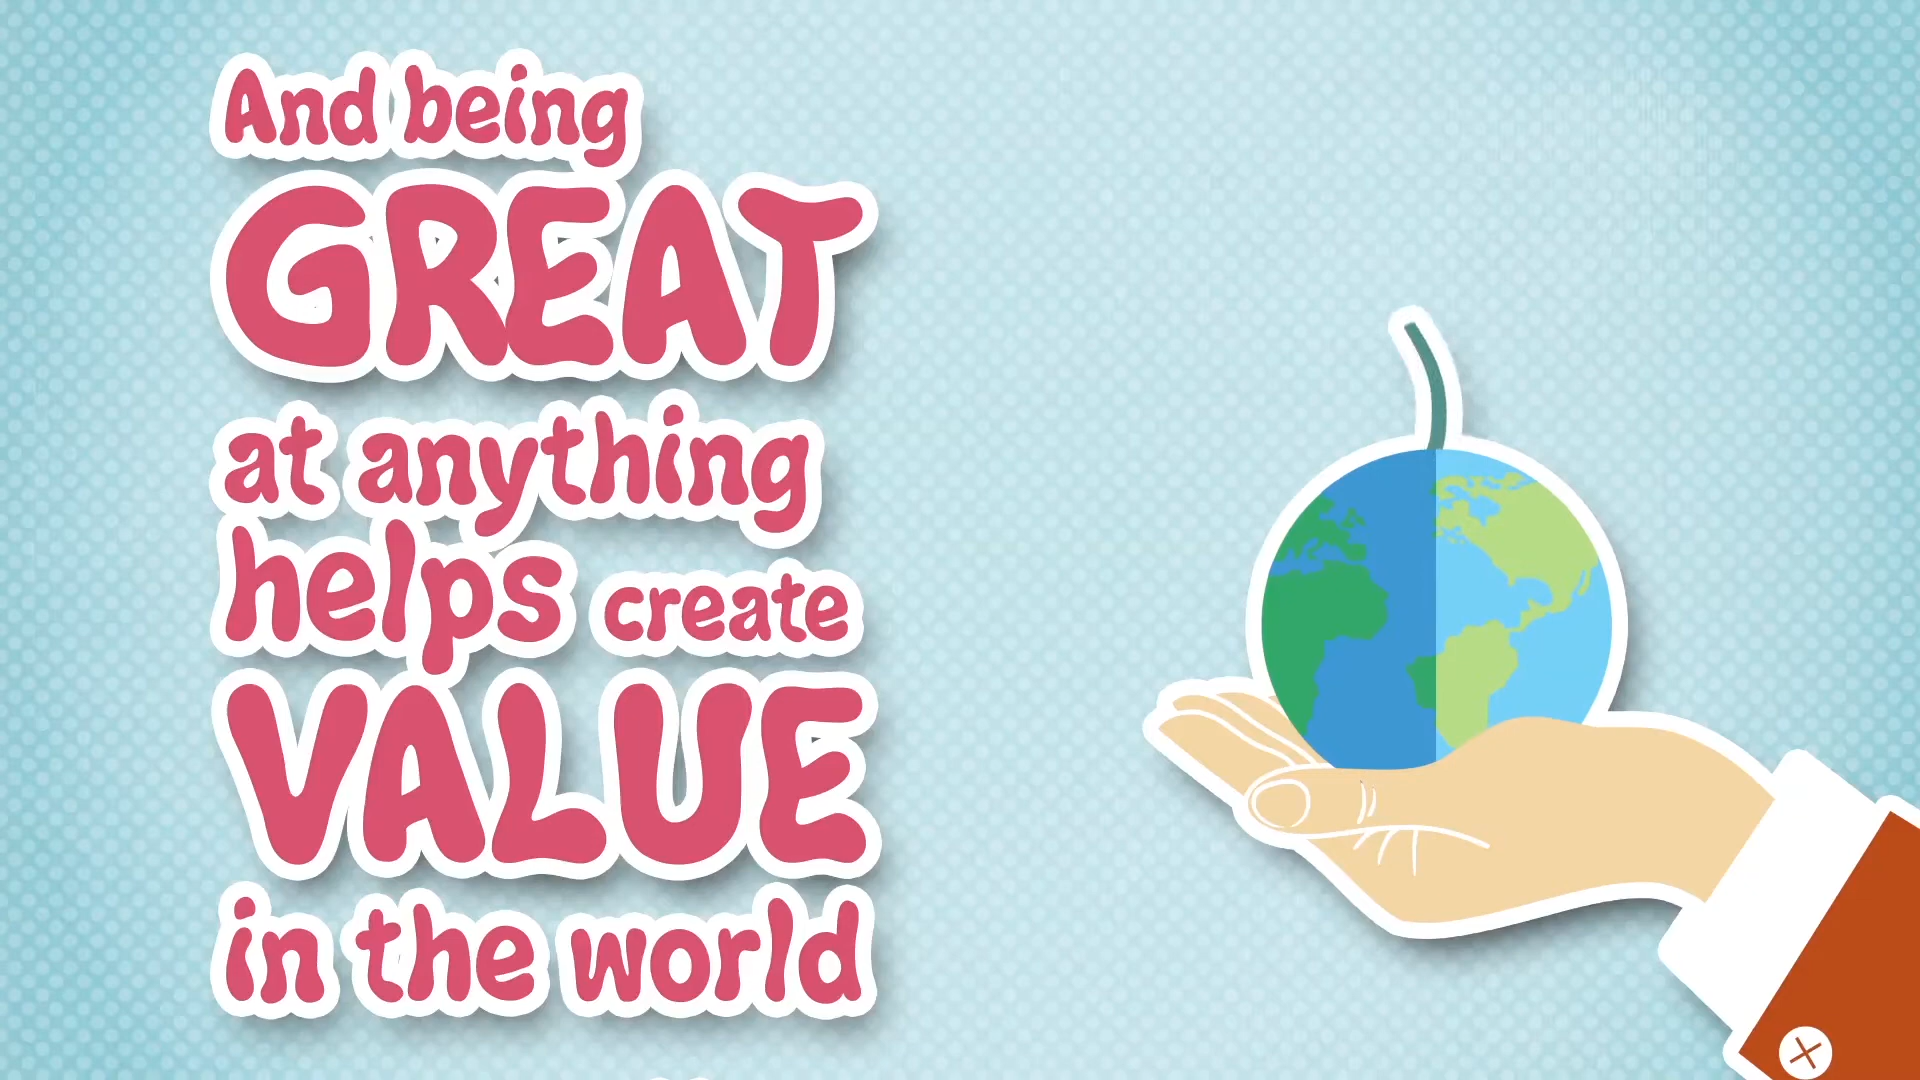 And being
GREAT
at anything
helps create
VALUE
in the world